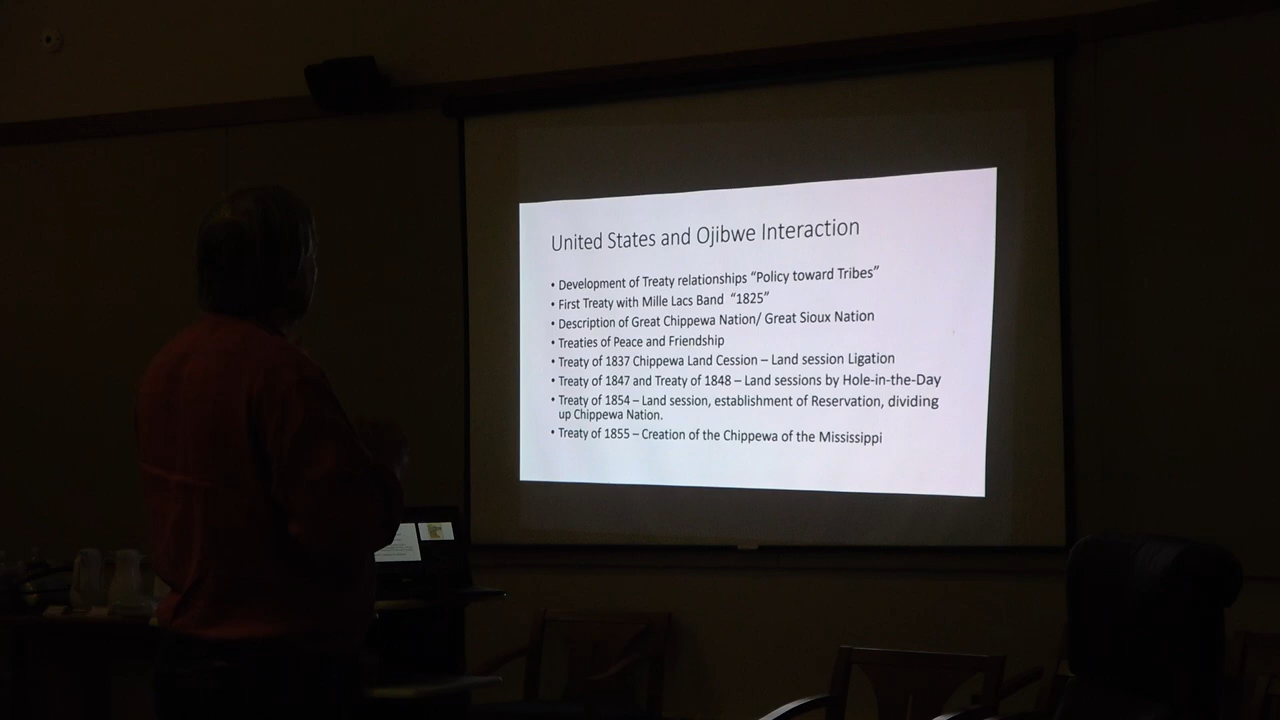 United States and Ojibwe Interaction
• Development of Treaty relationships “Policy toward Tribes”
• First Treaty with Mille Lacs Band “1825”
• Description of Great Chippewa Nation/ Great Sioux Nation
• Treaties of Peace and Friendship
• Treaty of 1837 Chippewa Land Cession – Land session Ligation
• Treaty of 1847 and Treaty of 1848 – Land sessions by Hole-in-the-Day
• Treaty of 1854 – Land session, establishment of Reservation, dividing
up Chippewa Nation.
• Treaty of 1855 – Creation of the Chippewa of the Mississippi